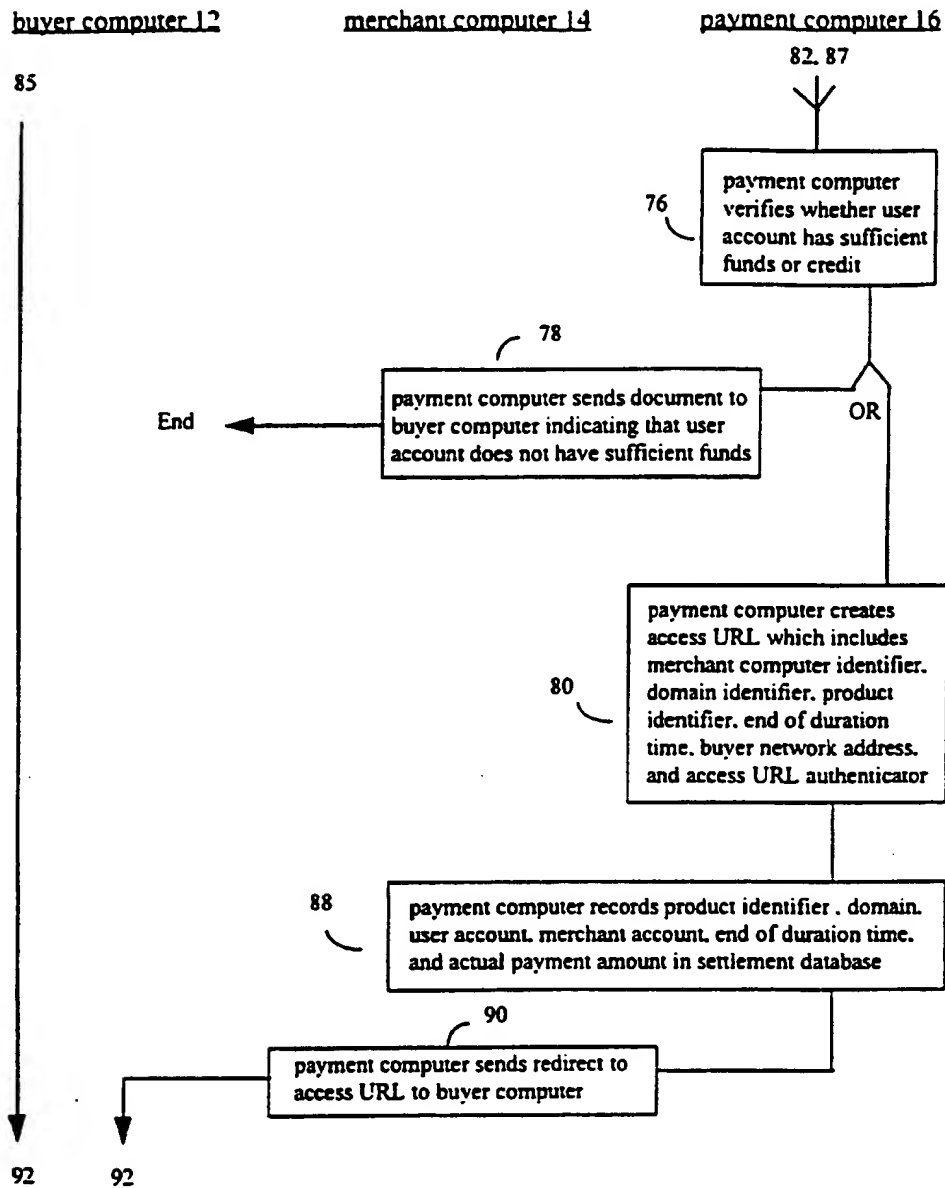 buyer computer 12
merchant computer 14
payment computer 16
82. 87
85
payment computer
verifies whether user
account has sufficient
funds or credit
76
78
payment computer sends document to
buyer computer indicating that user
account does not have sufficient funds
End
OR
payment computer creates
access URL which includes
merchant computer identifier.
domain identifier. product
identifier. end of duration
time. buyer network address.
and access URL authenticator
80
88
payment computer records product identifier . domain.
user account. merchant account. end of duration time.
and actual payment amount in settlement database
90
payment computer sends redirect to
access URL to buyer computer
92
92